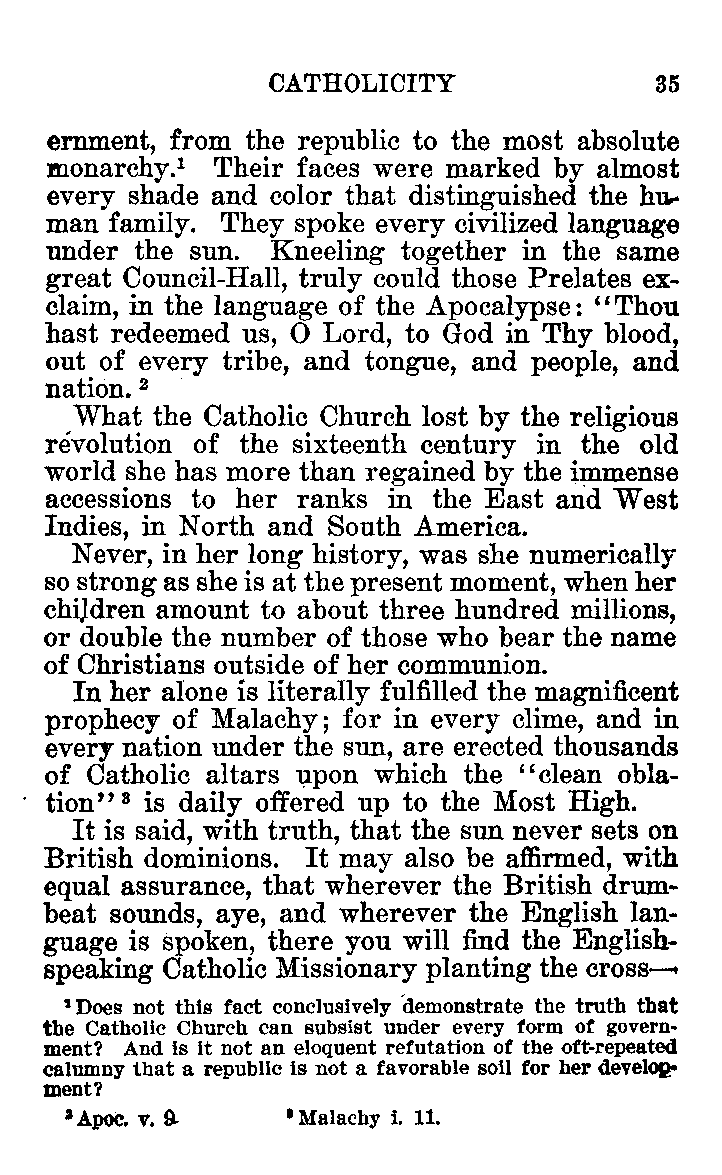 CATHOLICITY 35
ernment, from the republic to the most absolute
monarchy.¹ Their faces were marked by almost
every shade and color that distinguished the hu-
man family. They spoke every civilized language
under the sun. Kneeling together in the same
great Council-Hall, truly could those Prelates ex-
claim, in the language of the Apocalypse: “Thou
hast redeemed us, O Lord, to God in Thy blood,
out of every tribe, and tongue, and people, and
nation. ²
What the Catholic Church lost by the religious
revolution of the sixteenth century in the old
world she has more than regained by the immense
accessions to her ranks in the East and West
Indies, in North and South America.
Never, in her long history, was she numerically
so strong as she is at the present moment, when her
children amount to about three hundred millions,
or double the number of those who bear the name
of Christians outside of her communion.
In her alone is literally fulfilled the magnificent
prophecy of Malachy; for in every clime, and in
every nation under the sun, are erected thousands
of Catholic altars upon which the “clean obla-
tion”³ is daily offered up to the Most High.
It is said, with truth, that the sun never sets on
British dominions. It may also be affirmed, with
equal assurance, that wherever the British drum-
beat sounds, aye, and wherever the English lan-
guage is spoken, there you will find the English-
speaking Catholic Missionary planting the cross—
¹ Does not this fact conclusively demonstrate the truth that
the Catholic Church can subsist under every form of govern-
ment? And is it not an eloquent refutation of the oft-repeated
calumny that a republic is not a favorable soil for her develop-
ment?
² Apoc. v. 9. ³ Malachy i. 11.